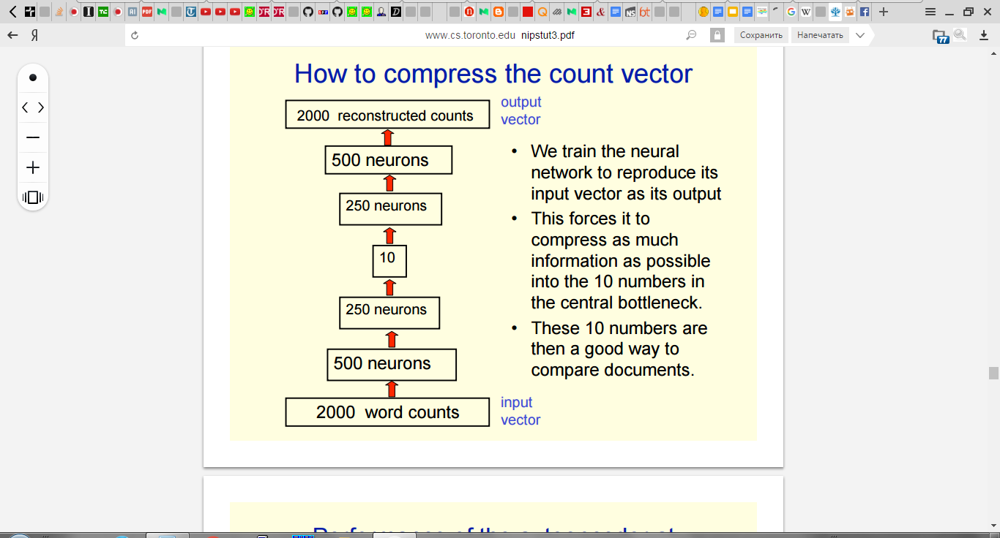 www.cs.toronto.edu nipstut3.pdf
Сохранить
Напечатать
77
How to compress the count vector
2000 reconstructed counts
output
vector
500 neurons
250 neurons
10
250 neurons
500 neurons
2000 word counts
input
vector
• We train the neural
network to reproduce its
input vector as its output
• This forces it to
compress as much
information as possible
into the 10 numbers in
the central bottleneck.
• These 10 numbers are
then a good way to
compare documents.